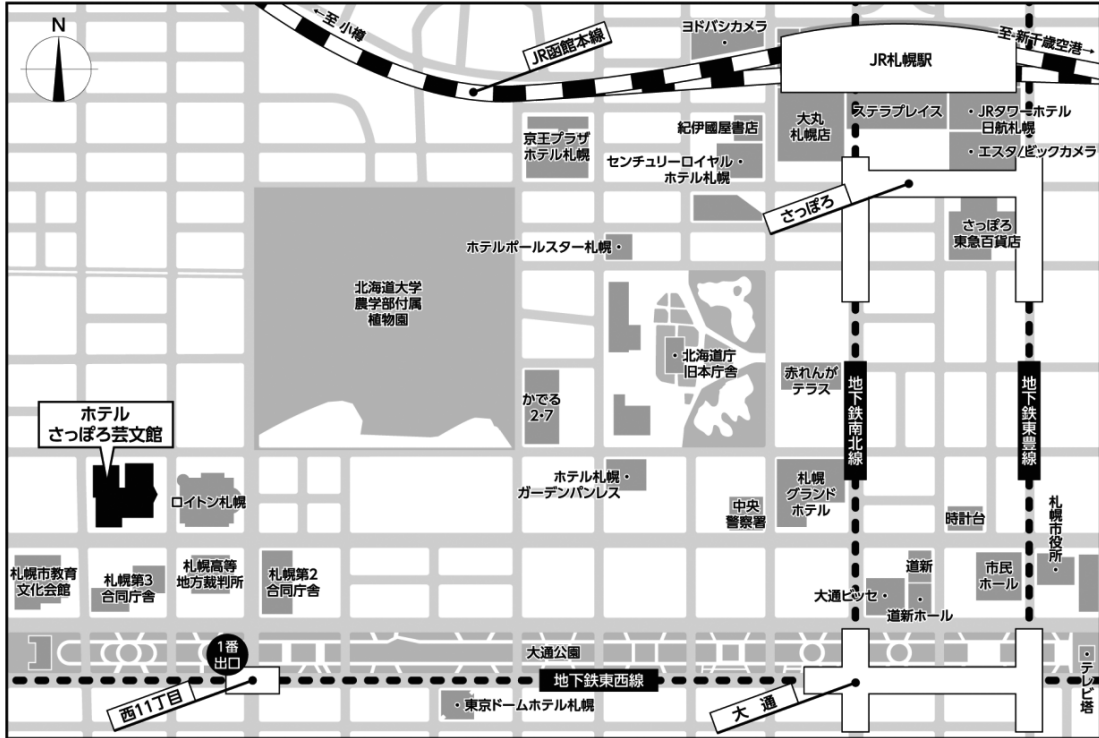 N
←至 小樽
JR函館本線
ヨドバシカメラ
JR札幌駅
至 新千歳空港→
京王プラザ
ホテル札幌
紀伊國屋書店
センチュリーロイヤル
ホテル札幌
大丸
札幌店
ステラプレイス
JRタワーホテル
日航札幌
エスタ/ビックカメラ
さっぽろ
さっぽろ
東急百貨店
ホテルポールスター札幌
北海道大学
農学部付属
植物園
北海道庁
旧本庁舎
赤れんが
テラス
地下鉄南北線
地下鉄東豊線
かでる
2・7
ホテル
さっぽろ芸文館
ロイトン札幌
ホテル札幌
ガーデンパレス
中央
警察署
札幌
グランド
ホテル
時計台
札幌市役所
札幌市教育
文化会館
札幌第3
合同庁舎
札幌高等
地方裁判所
札幌第2
合同庁舎
道新
大通ビッセ
道新ホール
市民
ホール
1番
出口
大通公園
西11丁目
地下鉄東西線
東京ドームホテル札幌
大通
テレビ塔